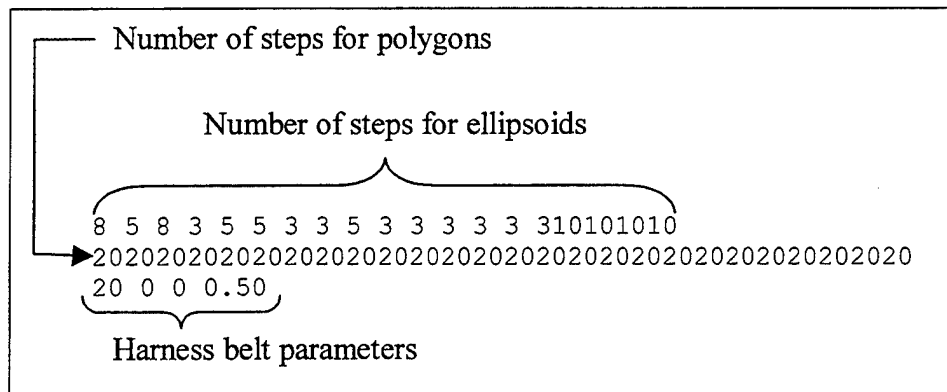 Number of steps for polygons
Number of steps for ellipsoids
8 5 8 3 5 5 3 3 5 3 3 3 3 3 310101010
2020202020202020202020202020202020202020202020202020
20 0 0 0.50
Harness belt parameters